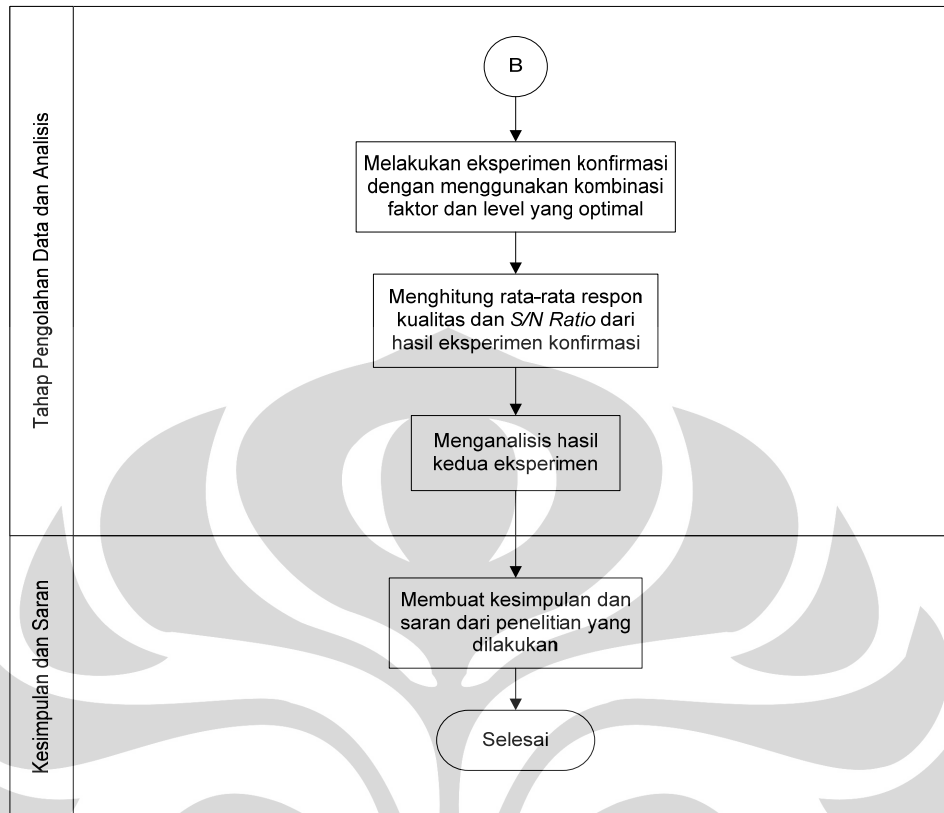 Tahap Pengolahan Data dan Analisis
B
Melakukan eksperimen konfirmasi
dengan menggunakan kombinasi
faktor dan level yang optimal
Menghitung rata-rata respon
kualitas dan S/N Ratio dari
hasil eksperimen konfirmasi
Menganalisis hasil
kedua eksperimen
Kesimpulan dan Saran
Membuat kesimpulan dan
saran dari penelitian yang
dilakukan
Selesai